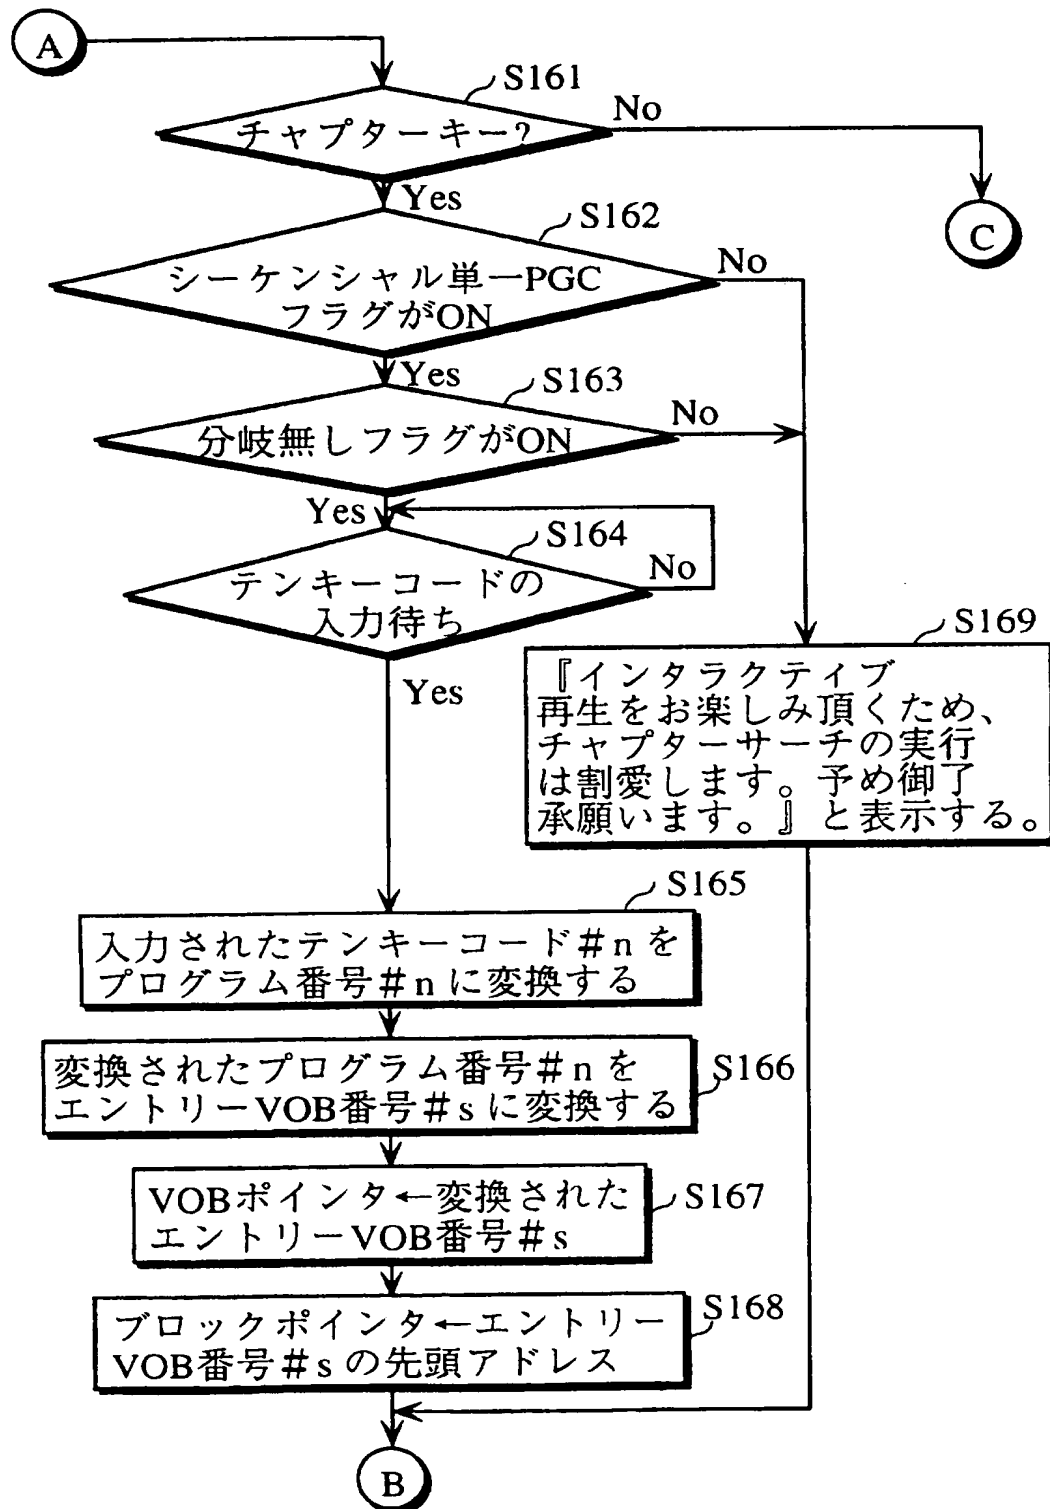 A
S161
チャプターキー?
No
Yes
C
S162
シーケンシャル単一PGC
フラグがON
No
Yes
S163
分岐無しフラグがON
No
Yes
S164
テンキーコードの
入力待ち
No
Yes
S169
『インタラクティブ
再生をお楽しみ頂くため、
チャプターサーチの実行
は割愛します。予め御了
承願います。』と表示する。
S165
入力されたテンキーコード#nを
プログラム番号#nに変換する
変換されたプログラム番号#nを
エントリーVOB番号#sに変換する
S166
VOBポインタ←変換された
エントリーVOB番号#s
S167
ブロックポインタ←エントリー
VOB番号#sの先頭アドレス
S168
B